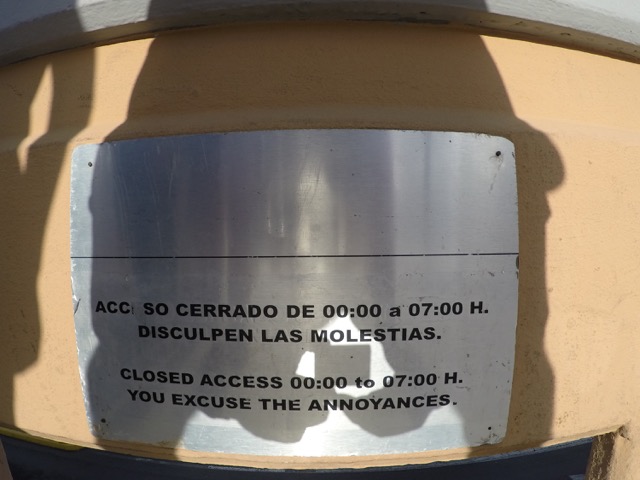 ACC SO CERRADO DE 00:00 a 07:00 H.
DISCULPEN LAS MOLESTIAS.
CLOSED ACCESS 00:00 to 07:00 H.
YOU EXCUSE THE ANNOYANCES.